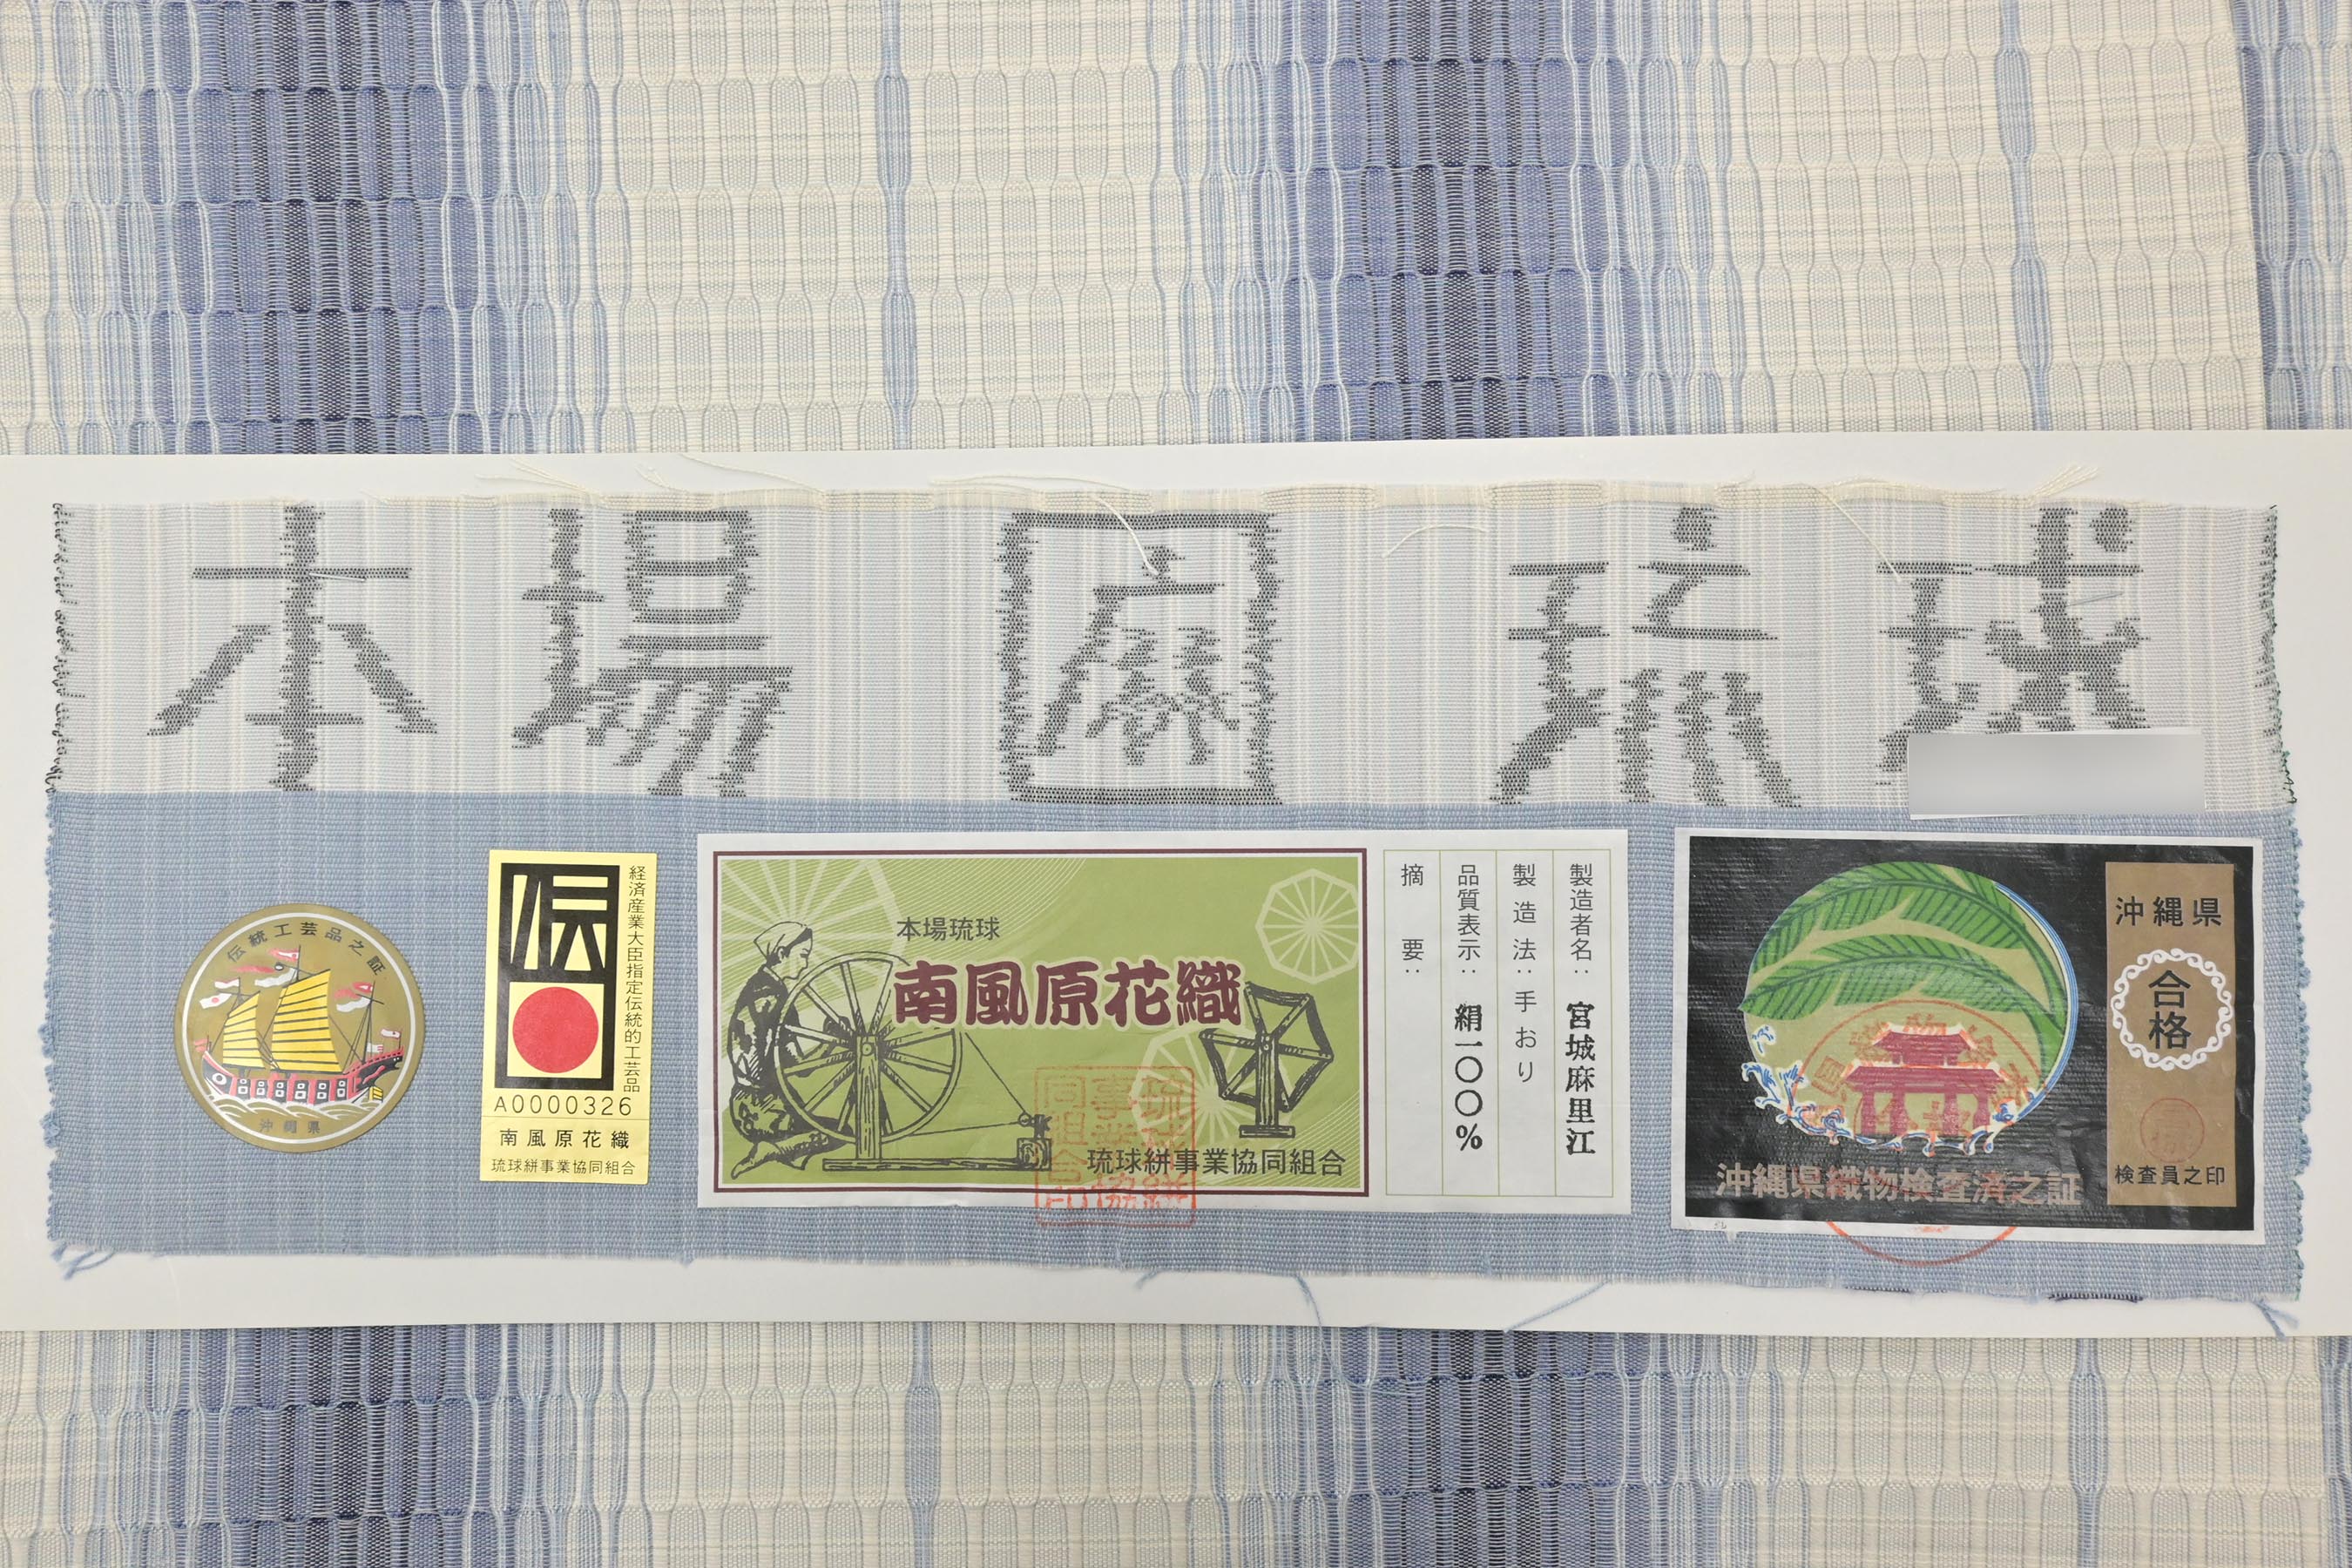 本場 琉球
伝統工芸品之証
沖縄県
伝
経済産業大臣指定伝統的工芸品
A0000326
南風原花織
琉球絣事業協同組合
本場琉球
南風原花織
琉球絣事業協同組合
製造者名：宮城麻里江
製造法：手おり
品質表示：絹一〇〇％
摘要：
沖縄県織物検査済之証
沖縄県
合格
検査員之印